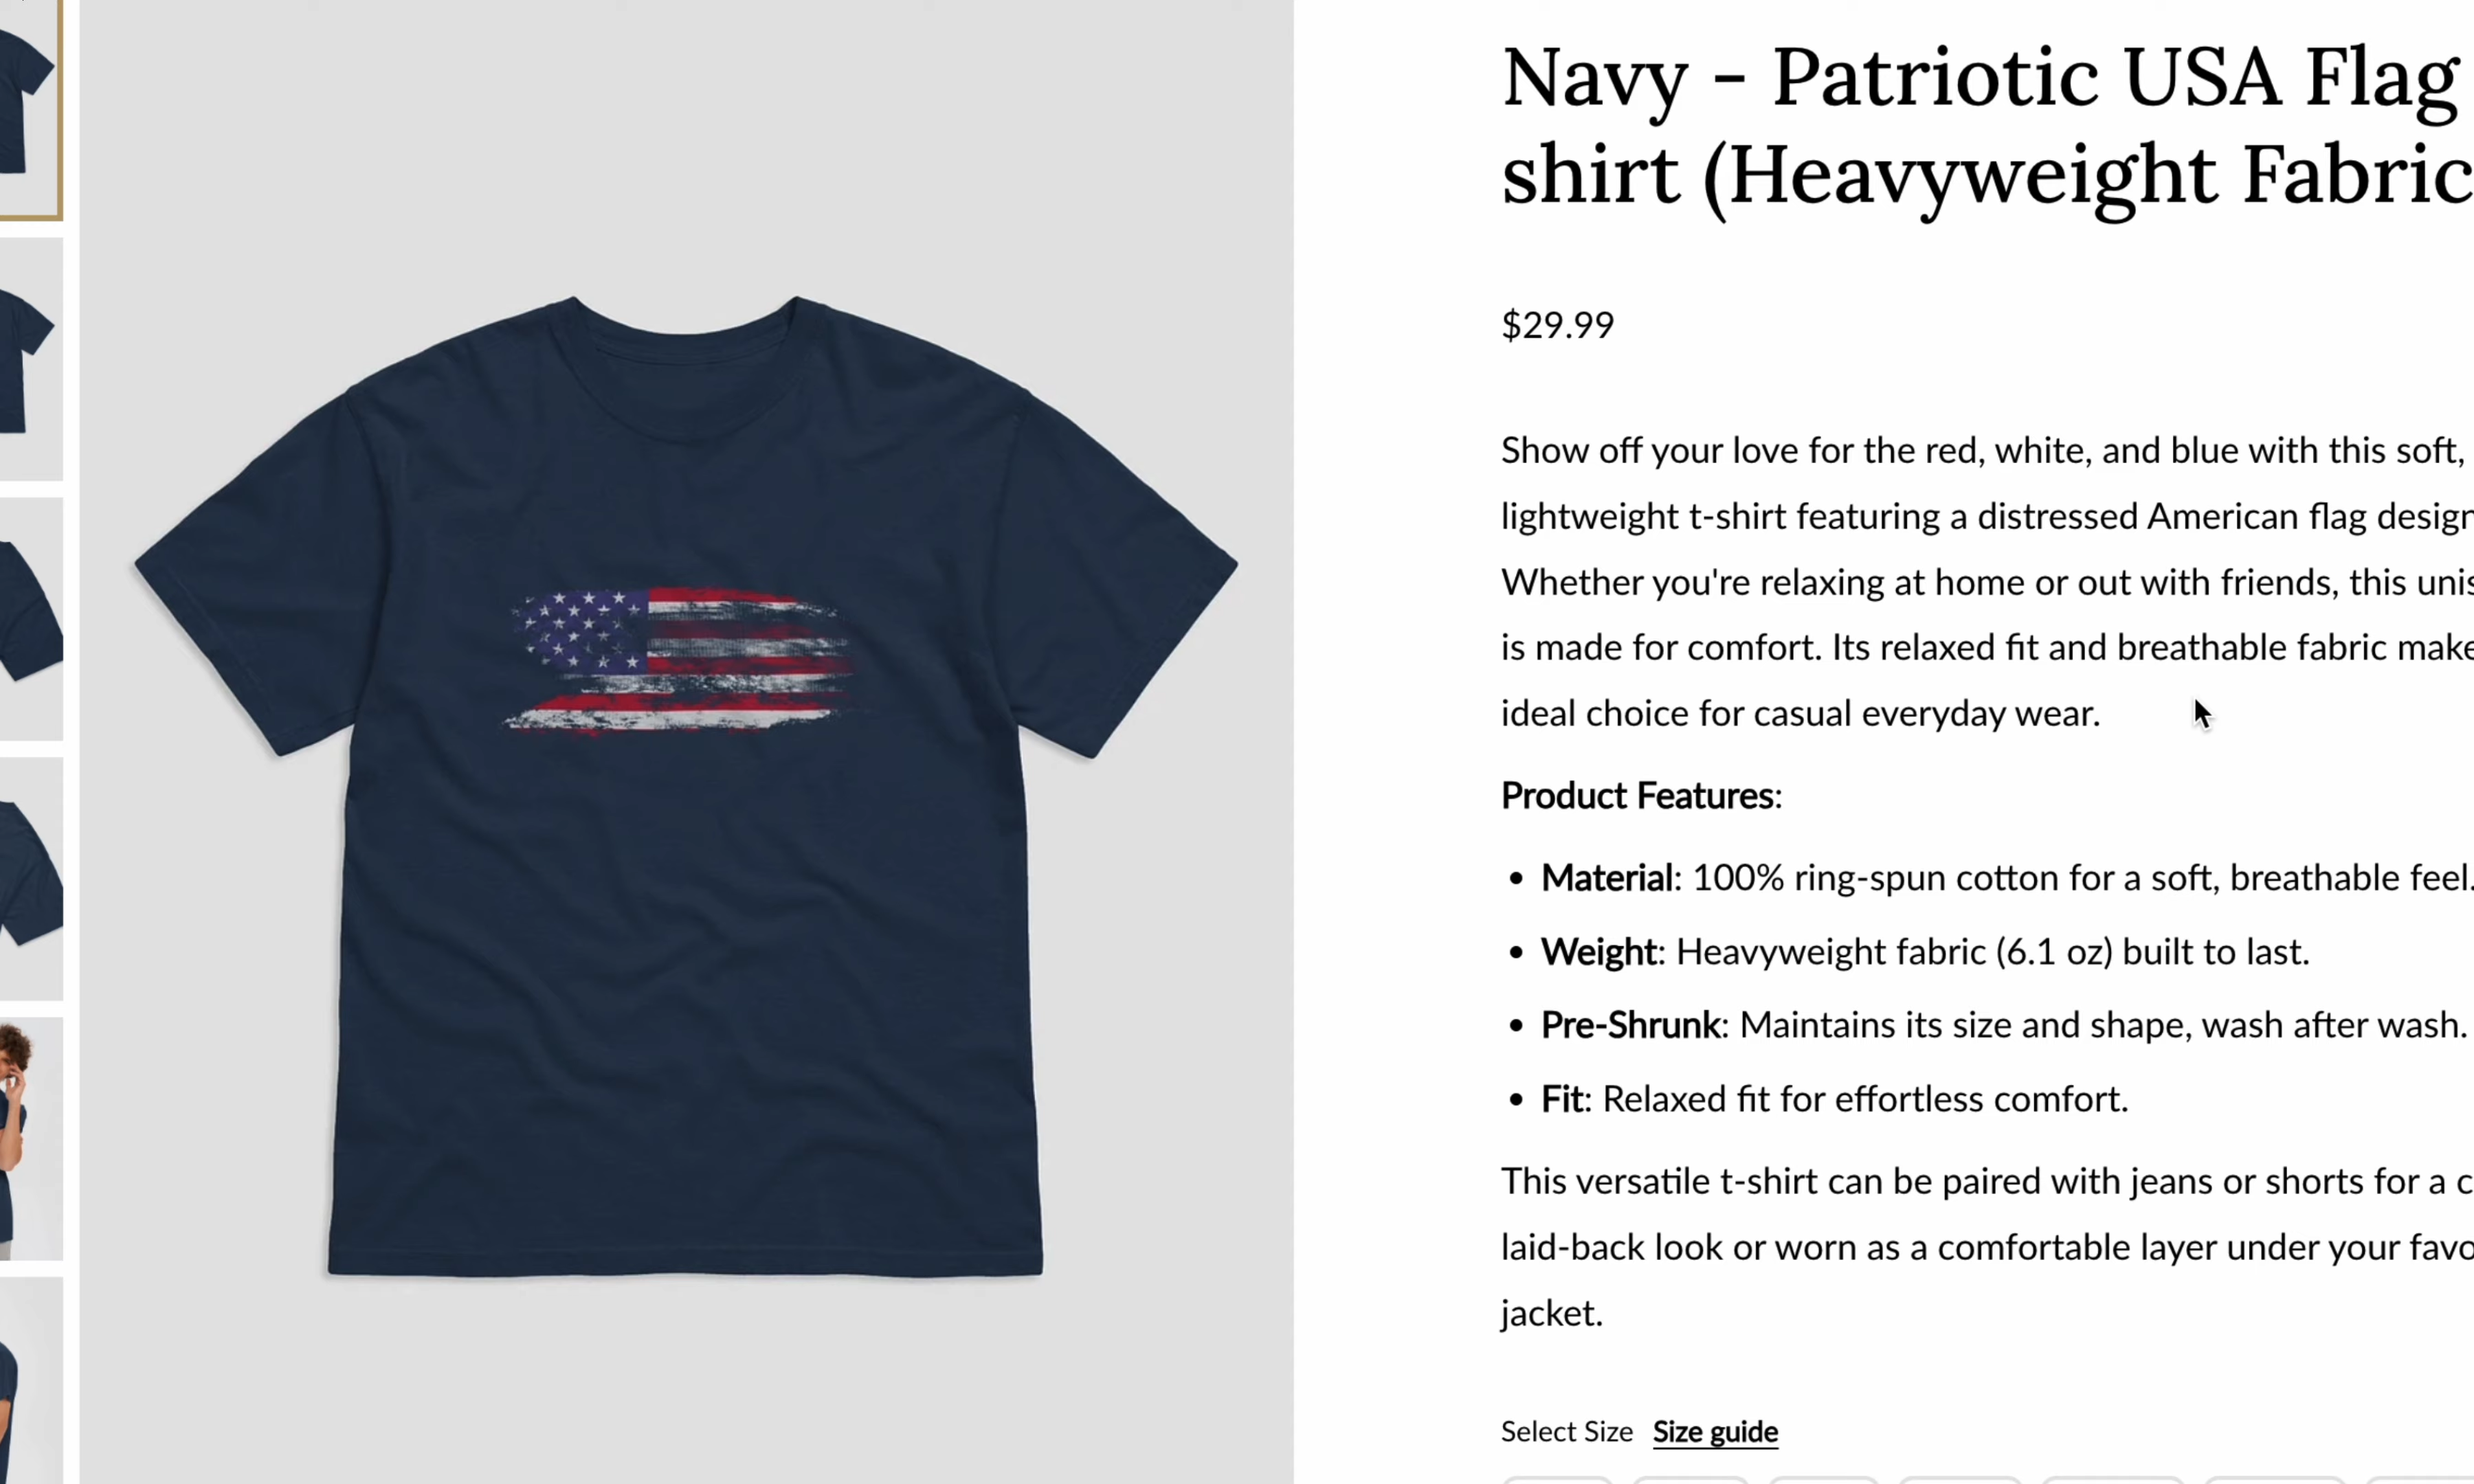 Navy - Patriotic USA Flag
shirt (Heavyweight Fabric
$29.99
Show off your love for the red, white, and blue with this soft,
lightweight t-shirt featuring a distressed American flag design
Whether you're relaxing at home or out with friends, this unis
is made for comfort. Its relaxed fit and breathable fabric make
ideal choice for casual everyday wear.
Product Features:
• Material: 100% ring-spun cotton for a soft, breathable feel.
• Weight: Heavyweight fabric (6.1 oz) built to last.
• Pre-Shrunk: Maintains its size and shape, wash after wash.
• Fit: Relaxed fit for effortless comfort.
This versatile t-shirt can be paired with jeans or shorts for a c
laid-back look or worn as a comfortable layer under your favo
jacket.
Select Size Size guide